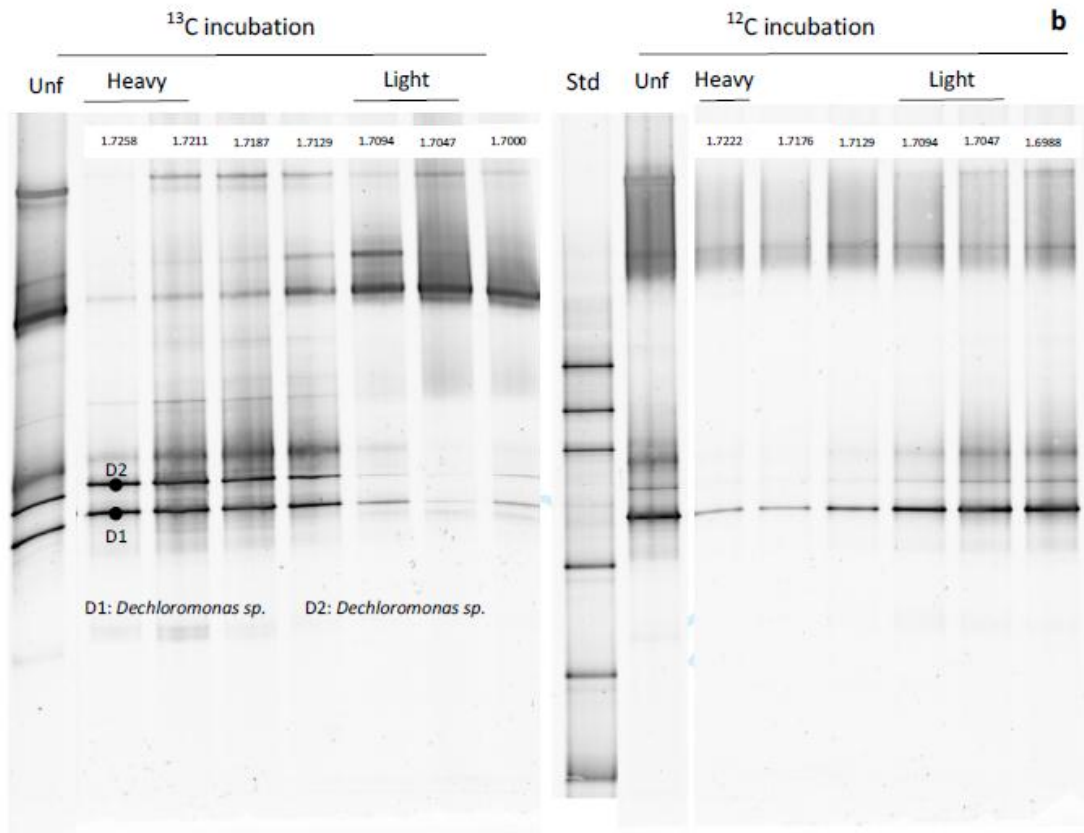 ¹³C incubation
¹²C incubation
b
Unf
Heavy
Light
Std
Unf
Heavy
Light
1.7258 1.7211 1.7187 1.7129 1.7094 1.7047 1.7000
1.7222 1.7176 1.7129 1.7094 1.7047 1.6988
D2
D1
D1: Dechloromonas sp.
D2: Dechloromonas sp.